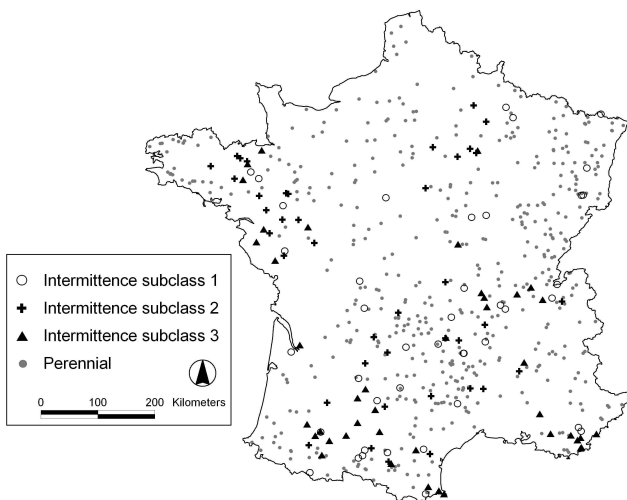 Intermittence subclass 1
Intermittence subclass 2
Intermittence subclass 3
Perennial
0 100 200 Kilometers